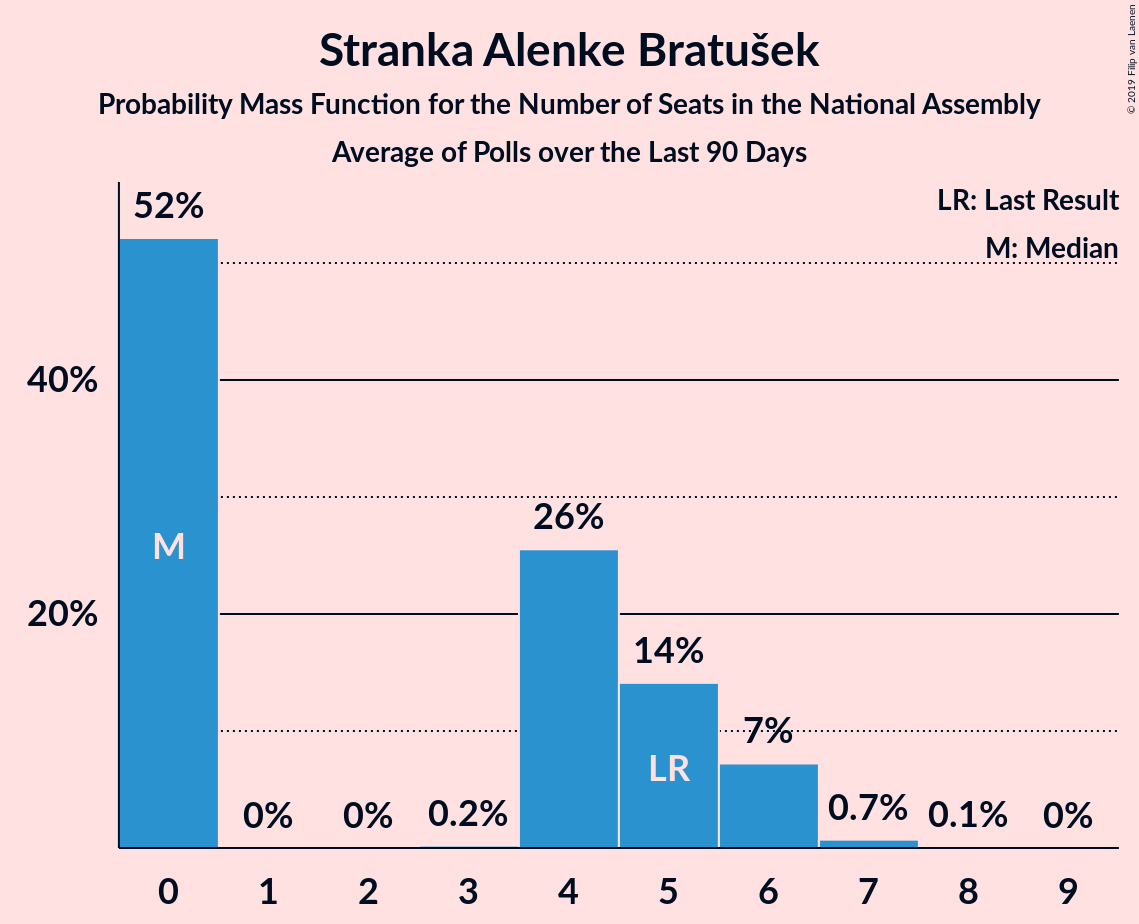 Stranka Alenke Bratušek
Probability Mass Function for the Number of Seats in the National Assembly
Average of Polls over the Last 90 Days
© 2019 Filip van Laenen
LR: Last Result
M: Median
52%
40%
26%
20%
14%
7%
0%
0%
0.2%
0.7%
0.1%
0%
M
LR
0 1 2 3 4 5 6 7 8 9